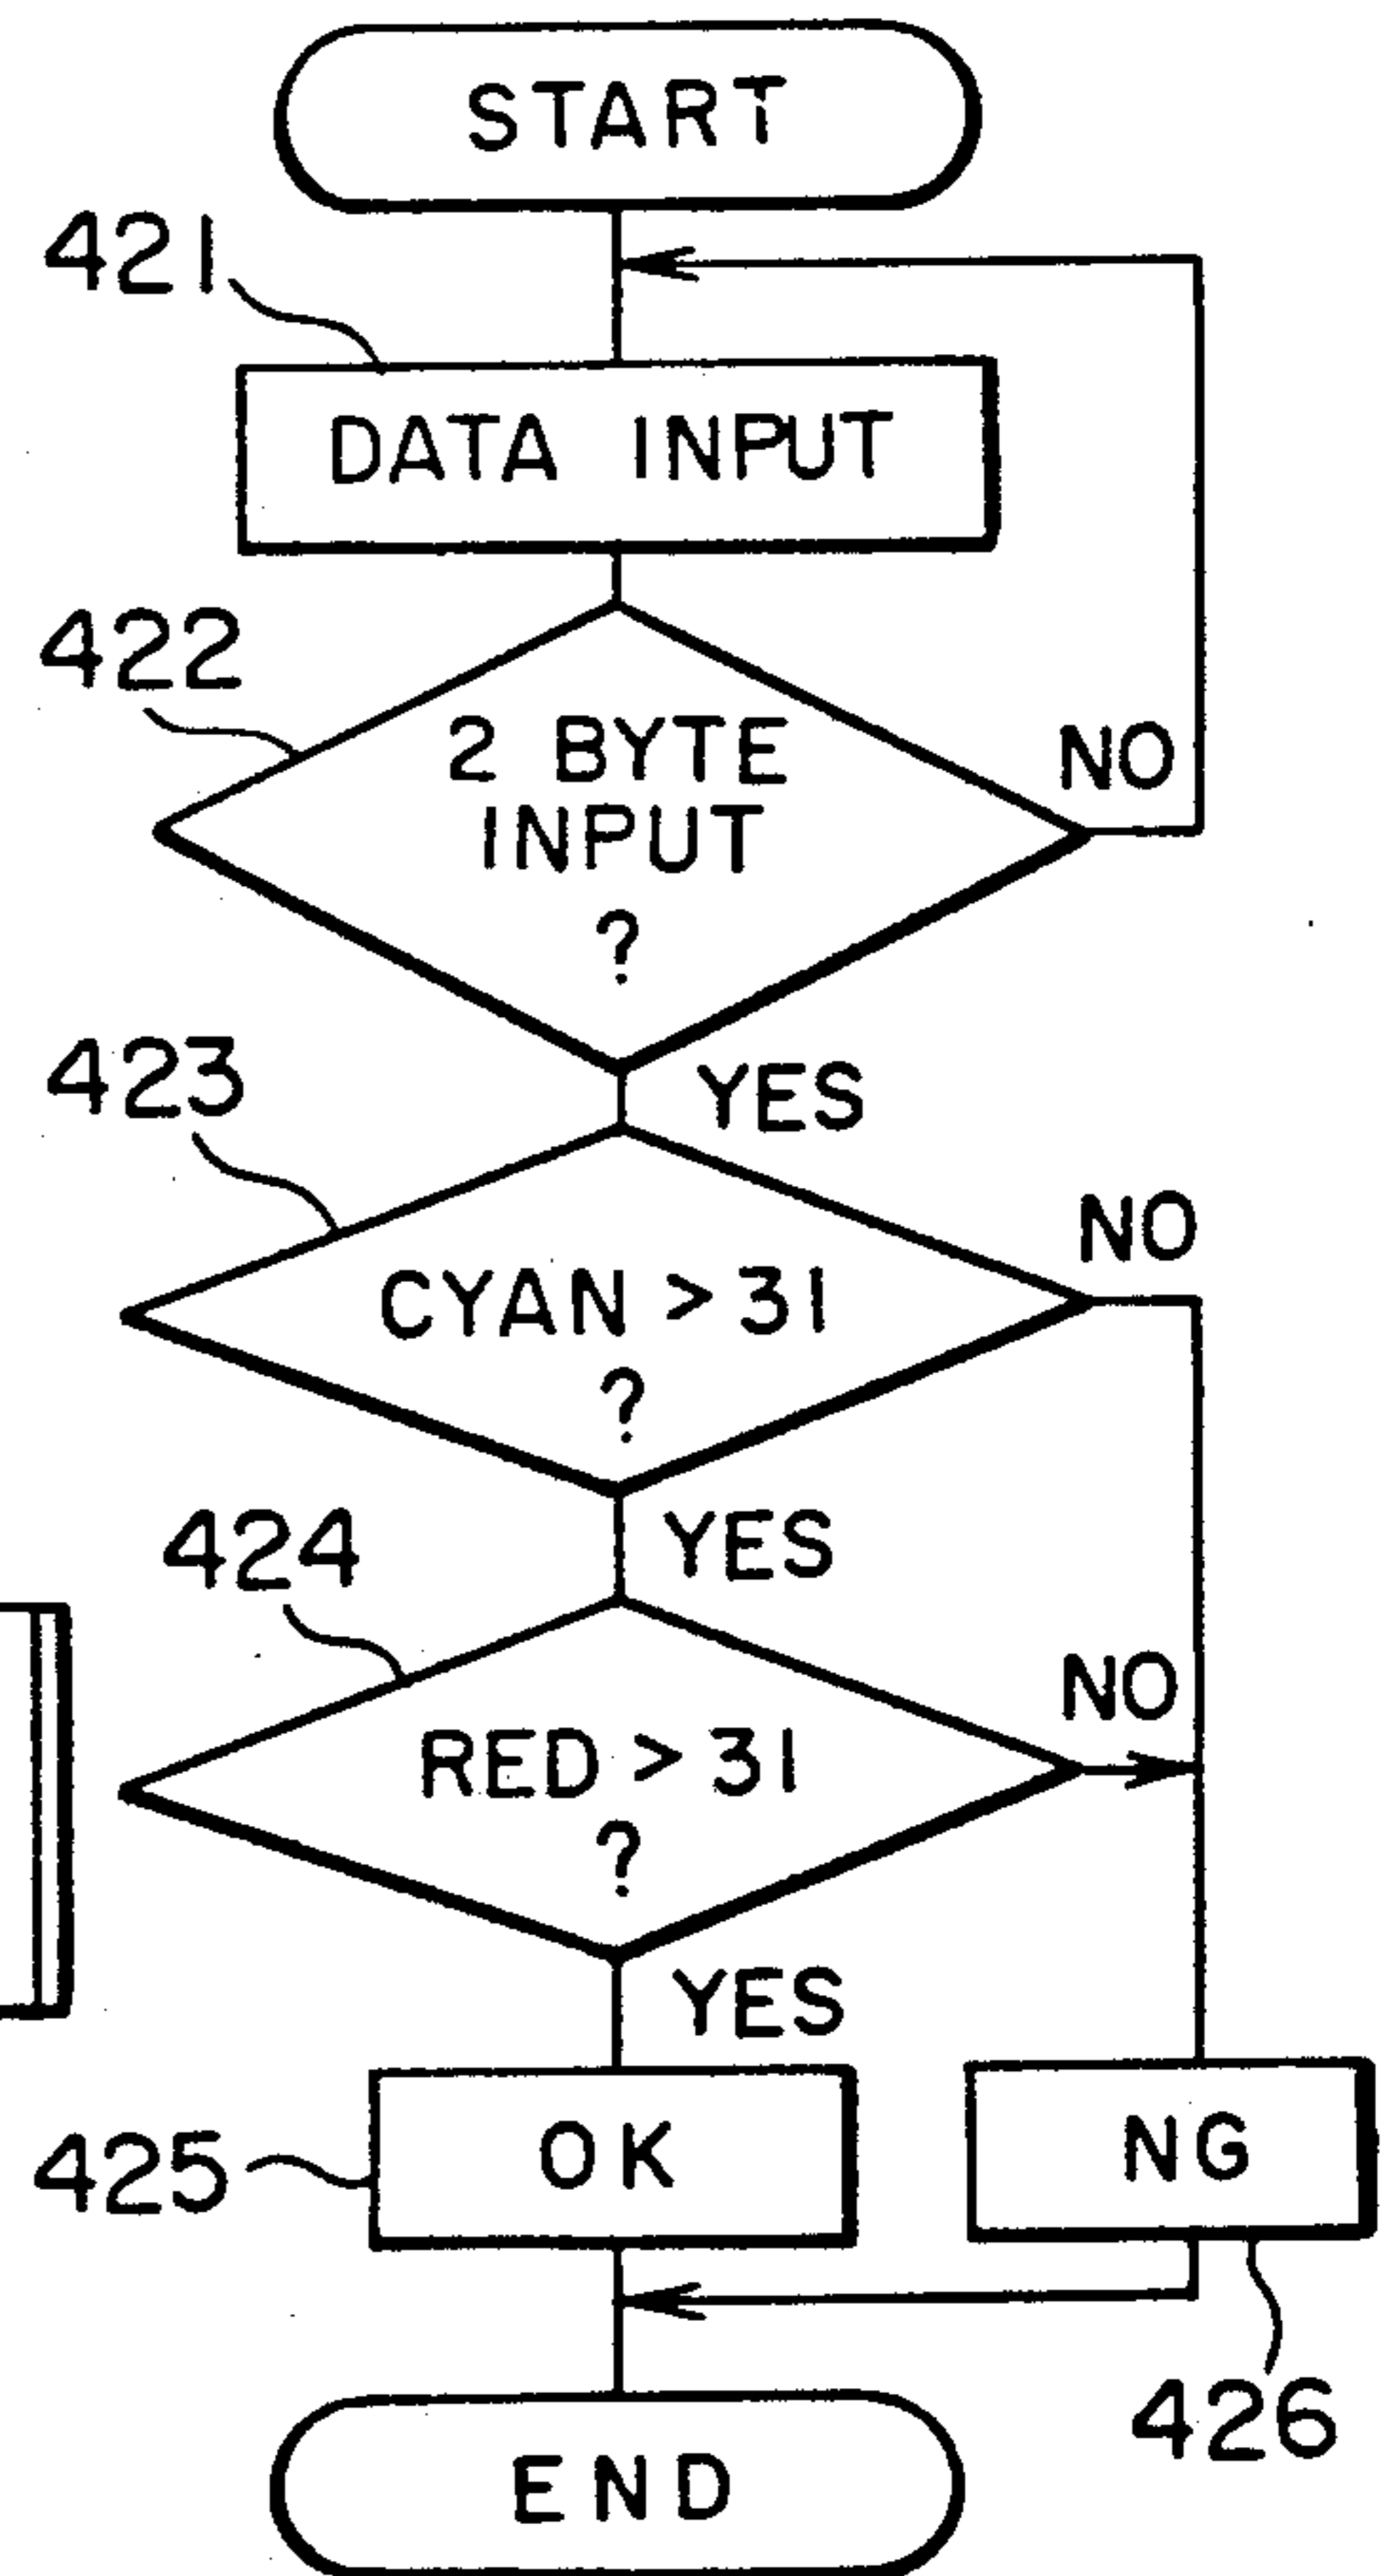 START
421
DATA INPUT
422
2 BYTE
INPUT
?
NO
YES
423
CYAN > 31
?
NO
YES
424
RED > 31
?
NO
YES
425
OK
NG
426
END